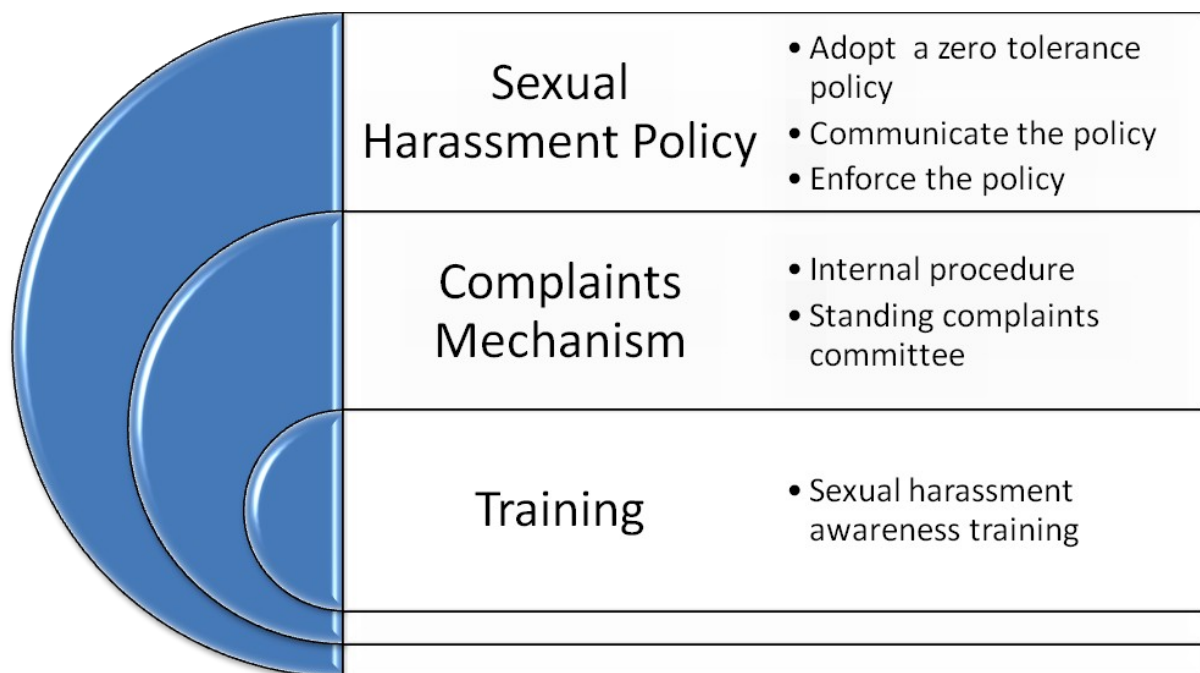 Sexual
Harassment Policy
• Adopt  a zero tolerance
policy
• Communicate the policy
• Enforce the policy
Complaints
Mechanism
• Internal procedure
• Standing complaints
committee
Training
• Sexual harassment
awareness training